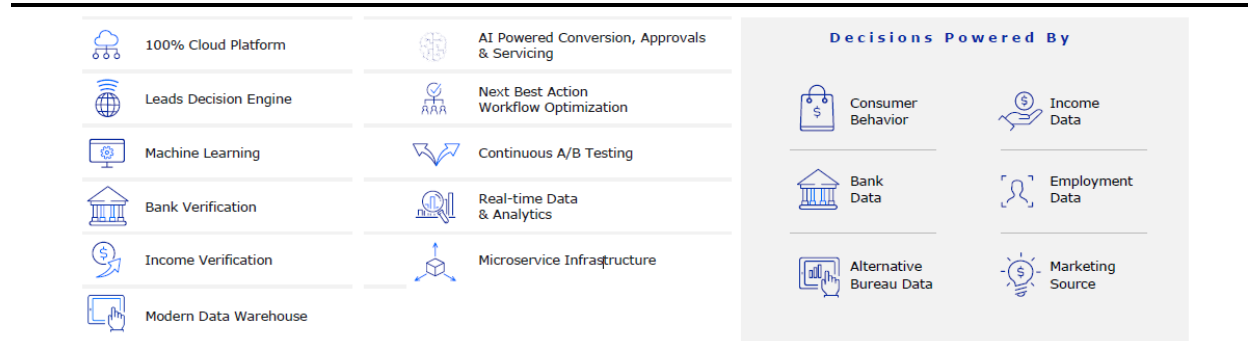 100% Cloud Platform
Leads Decision Engine
Machine Learning
Bank Verification
Income Verification
Modern Data Warehouse
AI Powered Conversion, Approvals
& Servicing
Next Best Action
Workflow Optimization
Continuous A/B Testing
Real-time Data
& Analytics
Microservice Infrastructure
Decisions Powered By
Consumer
Behavior
Income
Data
Bank
Data
Employment
Data
Alternative
Bureau Data
Marketing
Source